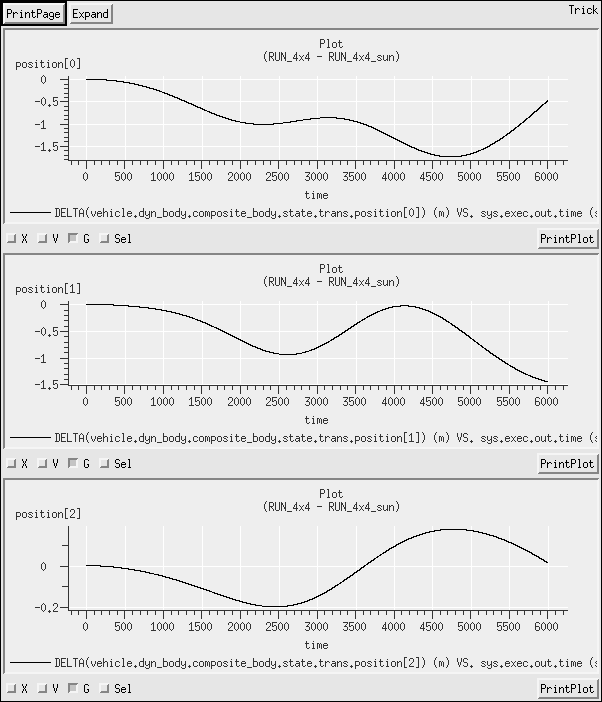 PrintPage Expand Trick
Plot
(RUN_4x4 - RUN_4x4_sun)
position[0]
0
-0.5
-1
-1.5
0 500 1000 1500 2000 2500 3000 3500 4000 4500 5000 5500 6000
time
DELTA(vehicle.dyn_body.composite_body.state.trans.position[0]) (m) VS. sys.exec.out.time (s
X V G Sel PrintPlot
Plot
(RUN_4x4 - RUN_4x4_sun)
position[1]
0
-0.5
-1
-1.5
0 500 1000 1500 2000 2500 3000 3500 4000 4500 5000 5500 6000
time
DELTA(vehicle.dyn_body.composite_body.state.trans.position[1]) (m) VS. sys.exec.out.time (s
X V G Sel PrintPlot
Plot
(RUN_4x4 - RUN_4x4_sun)
position[2]
0
-0.2
0 500 1000 1500 2000 2500 3000 3500 4000 4500 5000 5500 6000
time
DELTA(vehicle.dyn_body.composite_body.state.trans.position[2]) (m) VS. sys.exec.out.time (s
X V G Sel PrintPlot